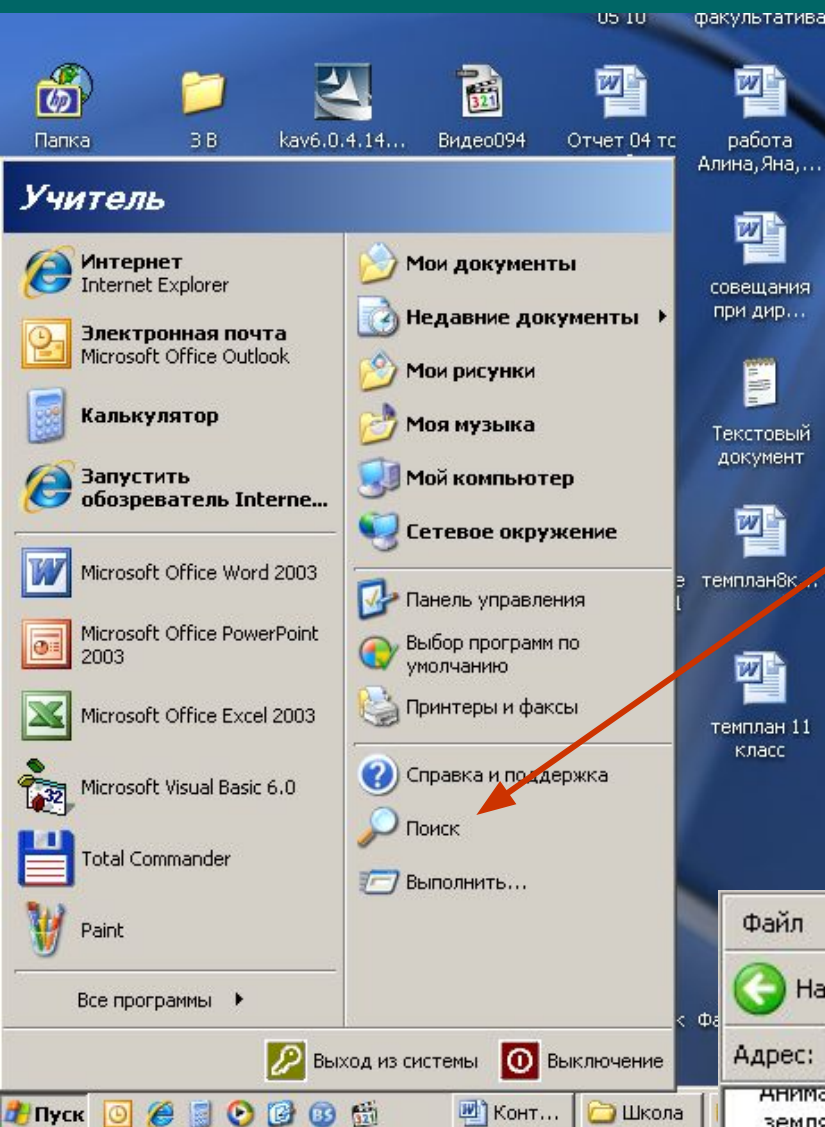 05 10
факультатива
Папка
3 В
kav6.0.4.14...
Видео094
Отчет 04 то
работа
Алина,Яна,...
Учитель
Интернет
Internet Explorer
Электронная почта
Microsoft Office Outlook
Калькулятор
Запустить
обозреватель Interne...
Microsoft Office Word 2003
Microsoft Office PowerPoint
2003
Microsoft Office Excel 2003
Microsoft Visual Basic 6.0
Total Commander
Paint
Все программы
Мои документы
Недавние документы
Мои рисунки
Моя музыка
Мой компьютер
Сетевое окружение
Панель управления
Выбор программ по
умолчанию
Принтеры и факсы
Справка и поддержка
Поиск
Выполнить...
Выход из системы
Выключение
совещания
при дир...
Текстовый
документ
темплан8к...
темплан 11
класс
Файл
На
Адрес:
Пуск
Конт...
Школа